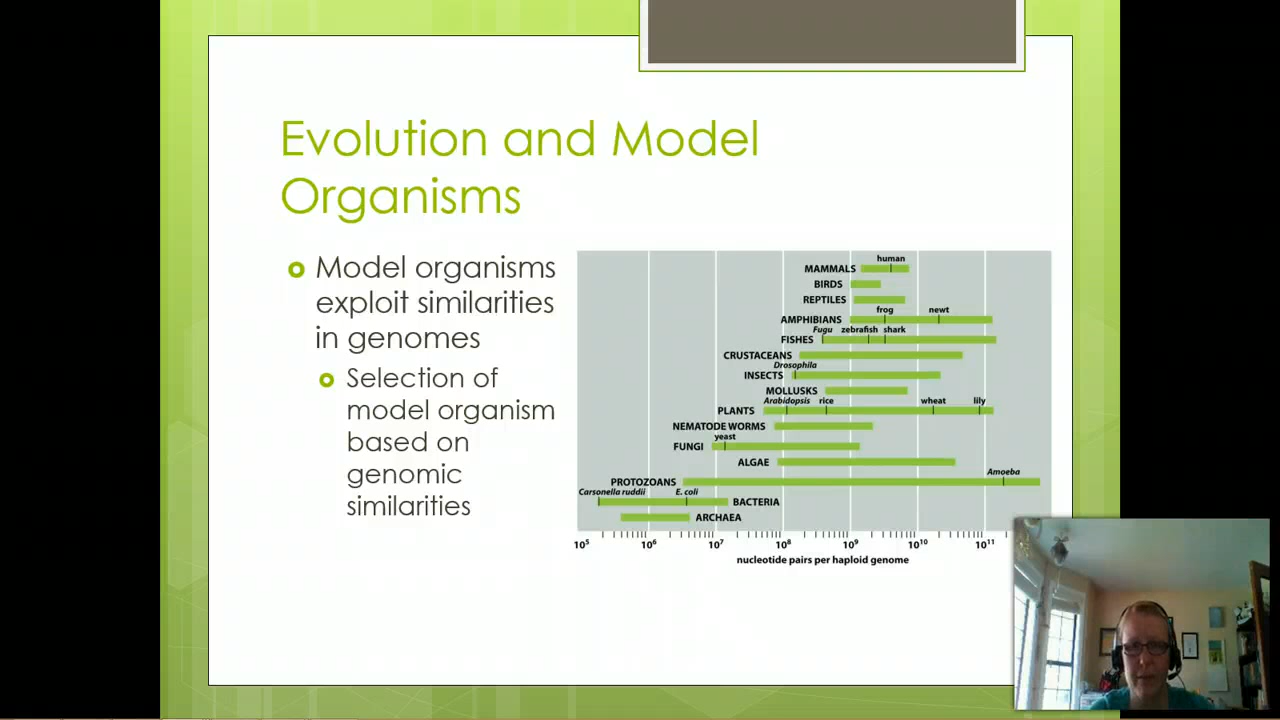 Evolution and Model
Organisms
Model organisms
exploit similarities
in genomes
Selection of
model organism
based on
genomic
similarities
human
MAMMALS
BIRDS
REPTILES
frog newt
AMPHIBIANS
Fugu zebrafish shark
FISHES
CRUSTACEANS
Drosophila
INSECTS
MOLLUSKS
Arabidopsis rice wheat lily
PLANTS
NEMATODE WORMS
yeast
FUNGI
ALGAE
Amoeba
PROTOZOANS
Carsonella ruddii E. coli
BACTERIA
ARCHAEA
10⁵ 10⁶ 10⁷ 10⁸ 10⁹ 10¹⁰ 10¹¹
nucleotide pairs per haploid genome